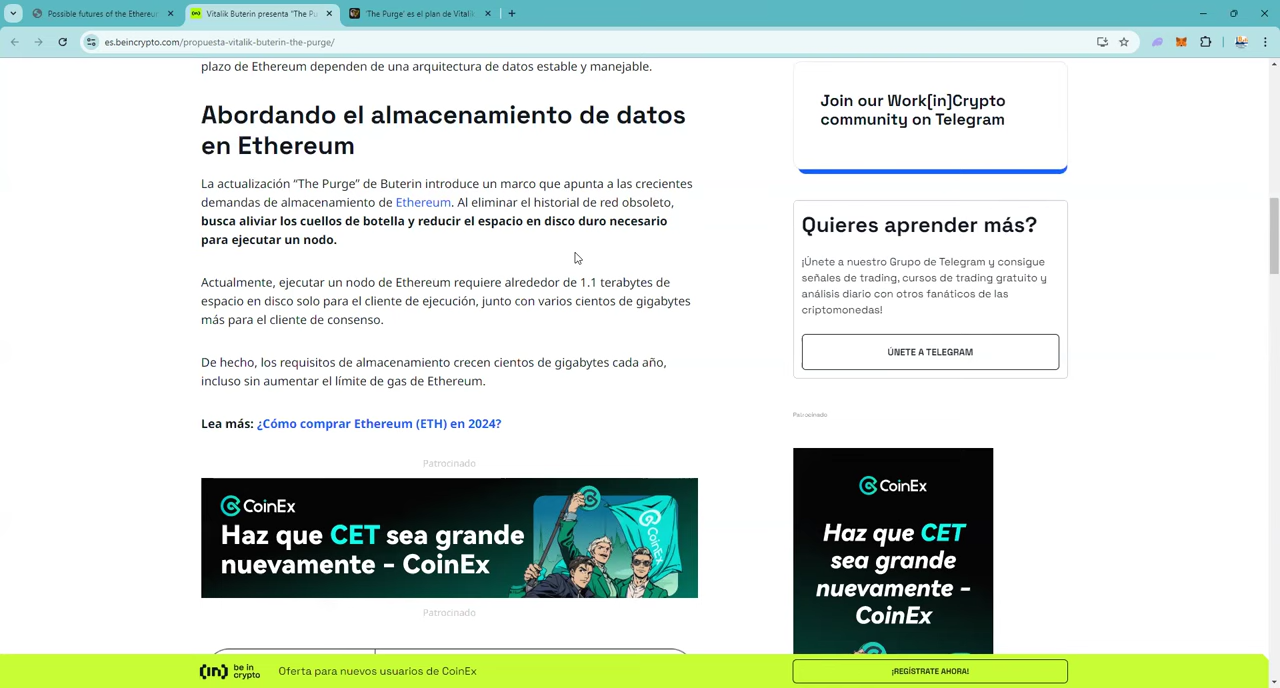 Possible futures of the Ethereum
Vitalik Buterin presenta "The Pu
'The Purge' es el plan de Vitalik
es.beincrypto.com/propuesta-vitalik-buterin-the-purge/
plazo de Ethereum dependen de una arquitectura de datos estable y manejable.
Abordando el almacenamiento de datos
en Ethereum
La actualización “The Purge” de Buterin introduce un marco que apunta a las crecientes
demandas de almacenamiento de Ethereum. Al eliminar el historial de red obsoleto,
busca aliviar los cuellos de botella y reducir el espacio en disco duro necesario
para ejecutar un nodo.
Actualmente, ejecutar un nodo de Ethereum requiere alrededor de 1.1 terabytes de
espacio en disco solo para el cliente de ejecución, junto con varios cientos de gigabytes
más para el cliente de consenso.
De hecho, los requisitos de almacenamiento crecen cientos de gigabytes cada año,
incluso sin aumentar el límite de gas de Ethereum.
Lea más: ¿Cómo comprar Ethereum (ETH) en 2024?
Patrocinado
CoinEx
Haz que CET sea grande
nuevamente - CoinEx
CoinEx
Patrocinado
Join our Work[in]Crypto
community on Telegram
Quieres aprender más?
¡Únete a nuestro Grupo de Telegram y consigue
señales de trading, cursos de trading gratuito y
análisis diario con otros fanáticos de las
criptomonedas!
ÚNETE A TELEGRAM
Patrocinado
CoinEx
Haz que CET
sea grande
nuevamente -
CoinEx
(in) be in
crypto
Oferta para nuevos usuarios de CoinEx
¡REGÍSTRATE AHORA!